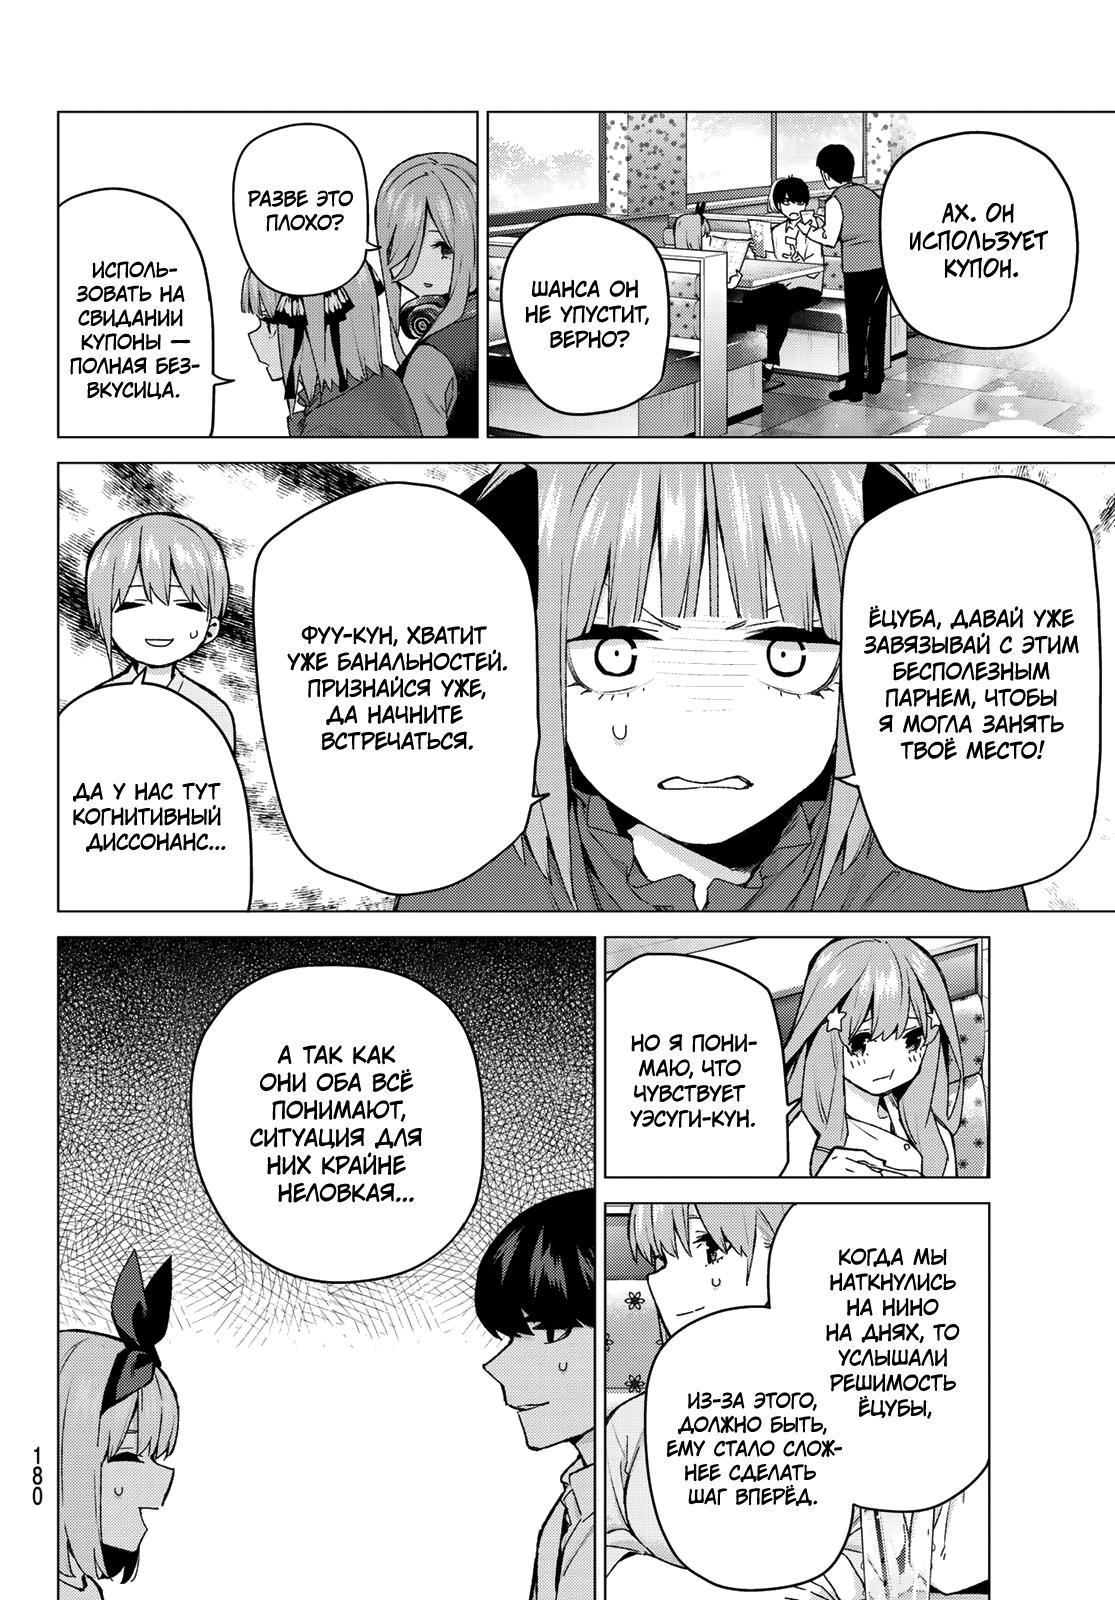 АХ. ОН
ИСПОЛЬЗУЕТ
КУПОН.
ШАНСА ОН
НЕ УПУСТИТ,
ВЕРНО?
РАЗВЕ ЭТО
ПЛОХО?
ИСПОЛЬ-
ЗОВАТЬ НА
СВИДАНИИ
КУПОНЫ —
ПОЛНАЯ БЕЗ-
ВКУСИЦА.
ЁЦУБА, ДАВАЙ УЖЕ
ЗАВЯЗЫВАЙ С ЭТИМ
БЕСПОЛЕЗНЫМ
ПАРНЕМ, ЧТОБЫ
Я МОГЛА ЗАНЯТЬ
ТВОЁ МЕСТО!
ФУУ-КУН, ХВАТИТ
УЖЕ БАНАЛЬНОСТЕЙ.
ПРИЗНАЙСЯ УЖЕ,
ДА НАЧНИТЕ
ВСТРЕЧАТЬСЯ.
ДА У НАС ТУТ
КОГНИТИВНЫЙ
ДИССОНАНС...
НО Я ПОНИ-
МАЮ, ЧТО
ЧУВСТВУЕТ
УЭСУГИ-КУН.
КОГДА МЫ
НАТКНУЛИСЬ
НА НИНО
НА ДНЯХ, ТО
УСЛЫШАЛИ
РЕШИМОСТЬ
ЁЦУБЫ,
ИЗ-ЗА ЭТОГО,
ДОЛЖНО БЫТЬ,
ЕМУ СТАЛО СЛОЖ-
НЕЕ СДЕЛАТЬ
ШАГ ВПЕРЁД.
А ТАК КАК
ОНИ ОБА ВСЁ
ПОНИМАЮТ,
СИТУАЦИЯ ДЛЯ
НИХ КРАЙНЕ
НЕЛОВКАЯ...
180